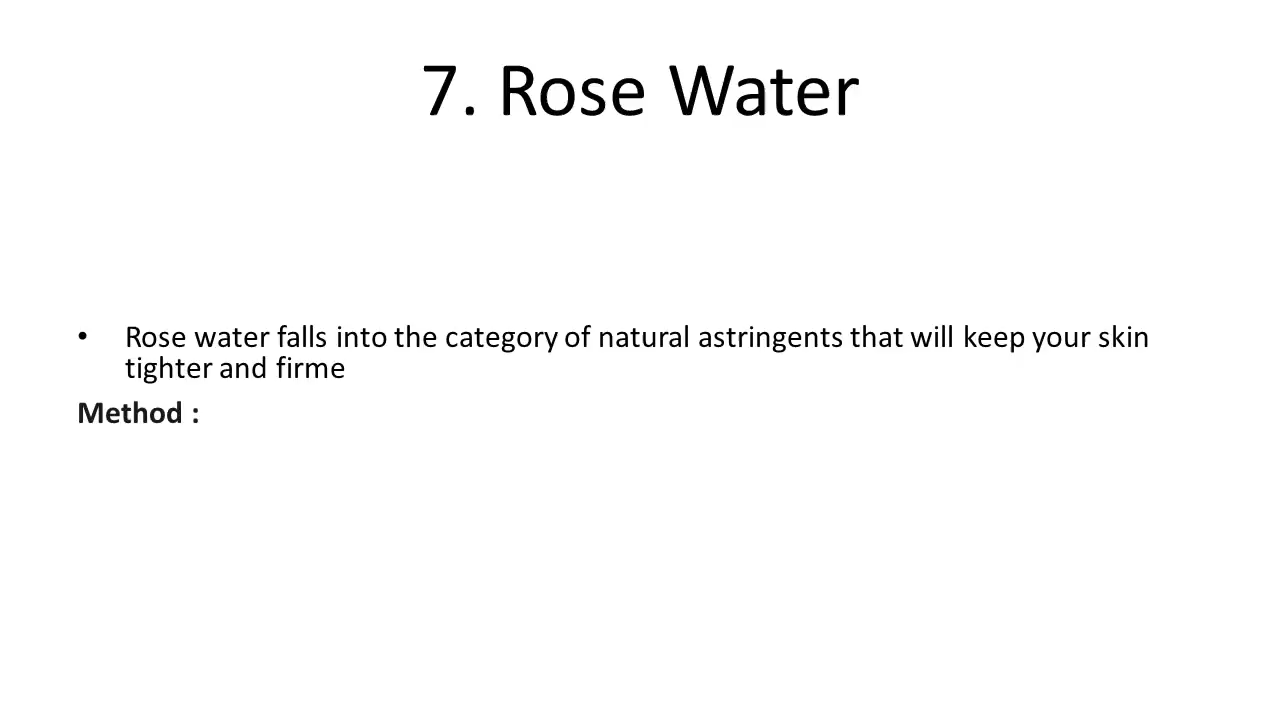 7. Rose Water
• Rose water falls into the category of natural astringents that will keep your skin
tighter and firme
Method :